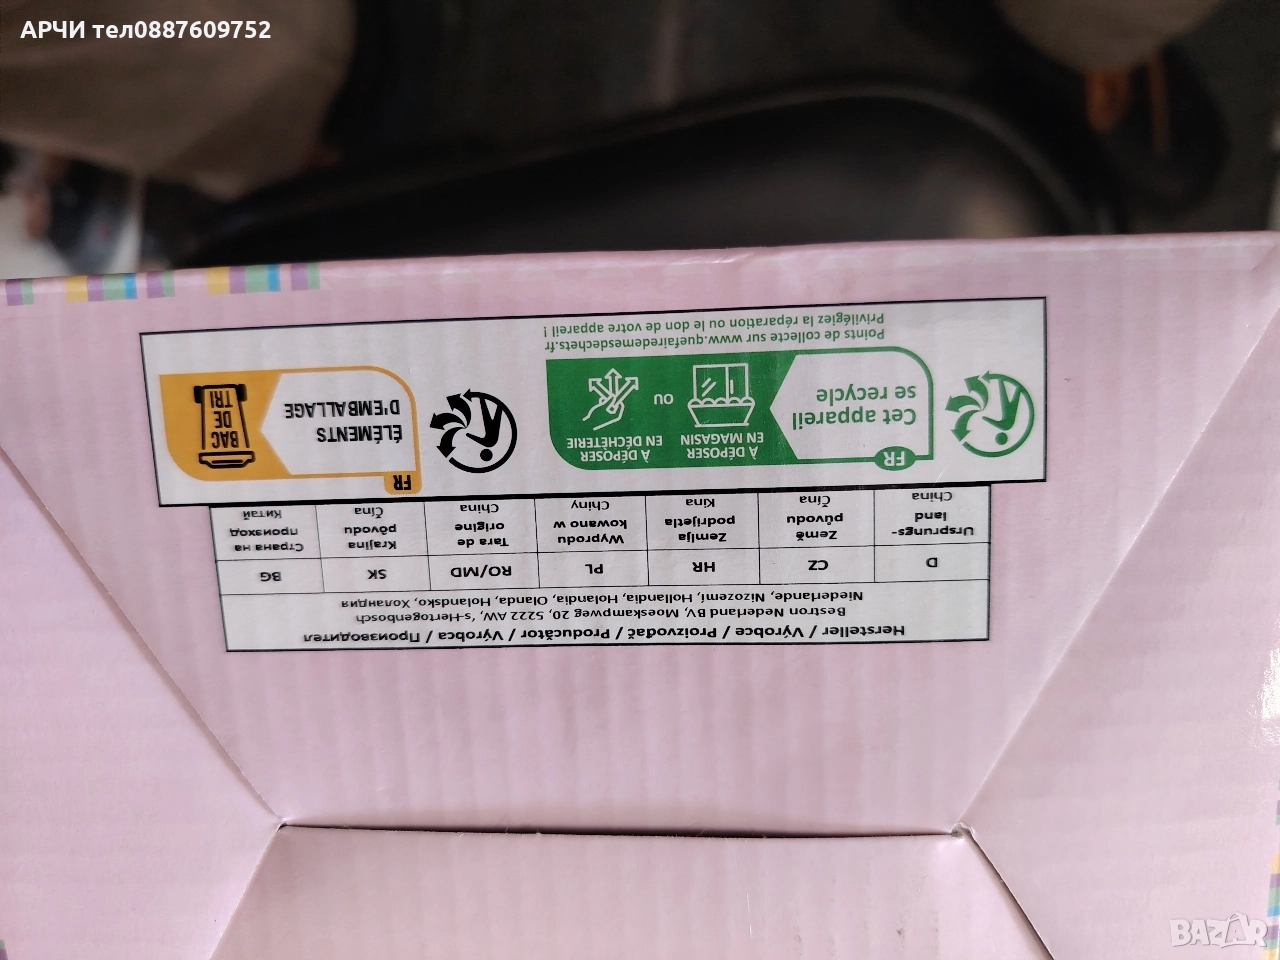 АРЧИ тел0887609752
Hersteller / Výrobce / Proizvođač / Producător / Výrobca / Производител
Bestron Nederland BV, Moeskampweg 20, 5222 AW, 's-Hertogenbosch
Niederlande, Nizozemí, Hollandia, Holandia, Olanda, Holandsko, Холандия
D CZ HR PL RO/MD SK BG
Ursprungs-
land
China
Země
původu
Čína
Zemlja
podrijetla
Kina
Wyprodu
kowano w
Chiny
Tara de
origine
China
Krajina
pôvodu
Čína
Страна на
произход
Китай
FR
Cet appareil
se recycle
À DÉPOSER
EN MAGASIN
OU
À DÉPOSER
EN DÉCHÈTERIE
Points de collecte sur www.quefairedemesdechets.fr
Privilégiez la réparation ou le don de votre appareil !
FR
ÉLÉMENTS
D'EMBALLAGE
BAC
DE
TRI
BAZAR